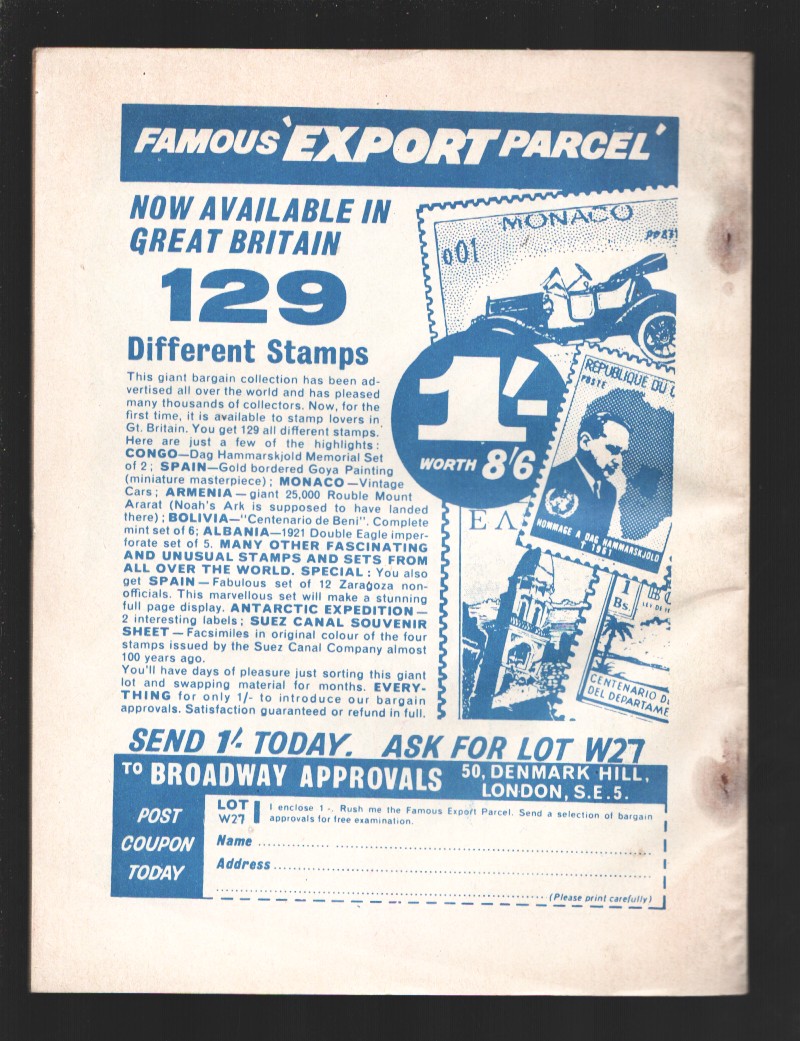 FAMOUS 'EXPORT PARCEL'
NOW AVAILABLE IN
GREAT BRITAIN
129
Different Stamps
This giant bargain collection has been ad-
vertised all over the world and has pleased
many thousands of collectors. Now, for the
first time, it is available to stamp lovers in
Gt. Britain. You get 129 all different stamps.
Here are just a few of the highlights:
CONGO—Dag Hammarskjold Memorial Set
of 2; SPAIN—Gold bordered Goya Painting
(miniature masterpiece); MONACO—Vintage
Cars; ARMENIA—giant 25,000 Rouble Mount
Ararat (Noah's Ark is supposed to have landed
there); BOLIVIA—"Centenario de Beni". Complete
mint set of 6; ALBANIA—1921 Double Eagle imper-
forate set of 5. MANY OTHER FASCINATING
AND UNUSUAL STAMPS AND SETS FROM
ALL OVER THE WORLD. SPECIAL: You also
get SPAIN—Fabulous set of 12 Zaragoza non-
officials. This marvellous set will make a stunning
full page display. ANTARCTIC EXPEDITION—
2 interesting labels; SUEZ CANAL SOUVENIR
SHEET—Facsimiles in original colour of the four
stamps issued by the Suez Canal Company almost
100 years ago.
You'll have days of pleasure just sorting this giant
lot and swapping material for months. EVERY-
THING for only 1/- to introduce our bargain
approvals. Satisfaction guaranteed or refund in full.
MONACO
0.01
1/-
WORTH 8/6
REPUBLIQUE DU C
POSTE
HOMMAGE A DAG HAMMARSKJOLD
1961
ΕΛ
1
Bs.
CENTENARIO D
DEL DEPARTAME
SEND 1/- TODAY. ASK FOR LOT W27
TO BROADWAY APPROVALS
50, DENMARK HILL,
LONDON, S.E.5.
POST
COUPON
TODAY
LOT
W27
I enclose 1 -. Rush me the Famous Export Parcel. Send a selection of bargain
approvals for free examination.
Name
Address
(Please print carefully)